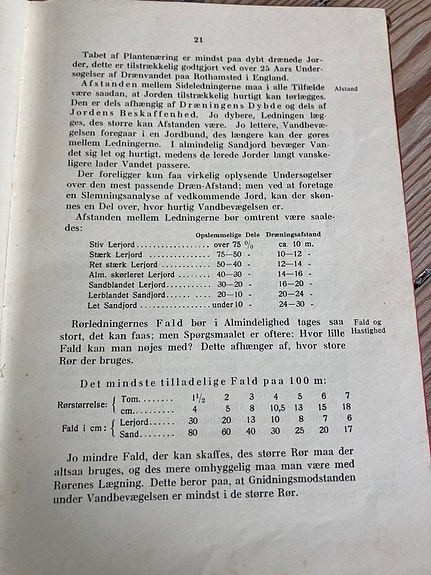 21
Tabet af Plantenæring er mindst paa dybt drænede Jor-
der, dette er tilstrækkelig godtgjort ved over 25 Aars Under-
søgelser af Drænvandet paa Rothamsted i England.
Afstanden mellem Sideledningerne maa i alle Tilfælde Afstand
være saadan, at Jorden tilstrækkelig hurtigt kan tørlægges.
Den er dels afhængig af Dræningens Dybde og dels af
Jordens Beskaffenhed. Jo dybere, Ledningen læg-
ges, des større kan Afstanden være. Jo lettere, Vandbevæ-
gelsen foregaar i en Jordbund, des længere kan der gøres
mellem Ledningerne. I almindelig Sandjord bevæger Van-
det sig let og hurtigt, medens de lerede Jorder langt vanske-
ligere lader Vandet passere.
Der foreligger kun faa virkelig oplysende Undersøgelser
over den mest passende Dræn-Afstand; men ved at foretage
en Slemningsanalyse af vedkommende Jord, kan der skøn-
nes en Del over, hvor hurtig Vandbevægelsen er.
Afstanden mellem Ledningerne bør omtrent være saale-
des:
Opslemmelige Dele Dræningsafstand
Stiv Lerjord................ over 75 % ca. 10 m.
Stærk Lerjord .............. 75—50 - 10—12 -
Ret stærk Lerjord .......... 50—40 - 12—14 -
Alm. skørleret Lerjord ..... 40—30 - 14—16 -
Sandblandet Lerjord ........ 30—20 - 16—20 -
Lerblandet Sandjord ........ 20—10 - 20—24 -
Let Sandjord ............... under 10 - 24—30 -
Rørledningernes Fald bør i Almindelighed tages saa Fald og
stort, det kan faas; men Spørgsmaalet er oftere: Hvor lille Hastighed
Fald kan man nøjes med? Dette afhænger af, hvor store
Rør der bruges.
Det mindste tilladelige Fald paa 100 m:
Rørstørrelse: { Tom........ 1½ 2 3 4 5 6 7
cm......... 4 5 8 10,5 13 15 18
Fald i cm: { Lerjord...... 30 20 13 10 8 7 6
Sand........ 80 60 40 30 25 20 17
Jo mindre Fald, der kan skaffes, des større Rør maa der
altsaa bruges, og des mere omhyggelig maa man være med
Rørenes Lægning. Dette beror paa, at Gnidningsmodstanden
under Vandbevægelsen er mindst i de større Rør.